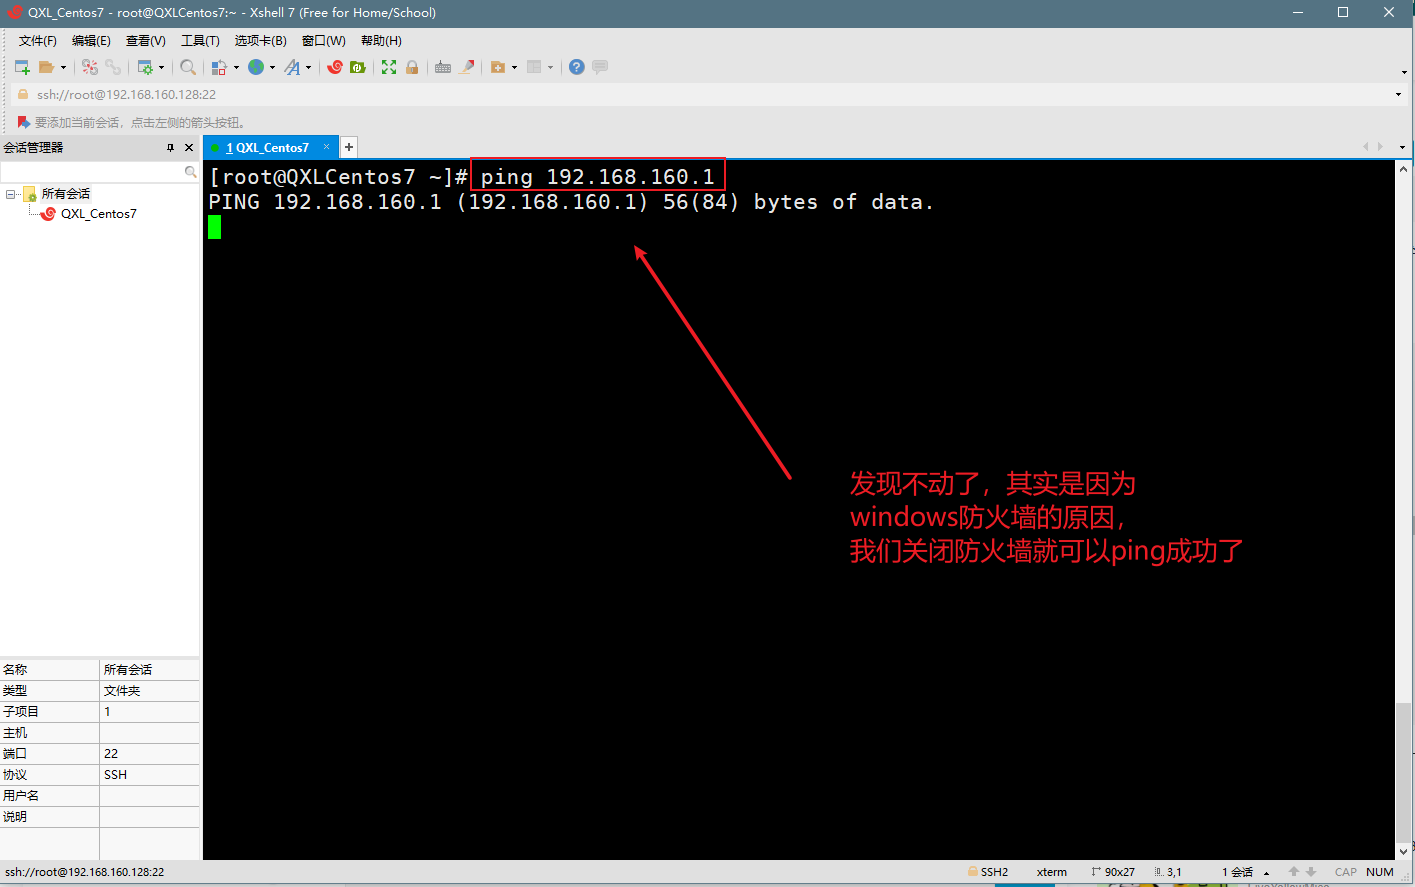 QXL_Centos7 - root@QXLCentos7:~ - Xshell 7 (Free for Home/School)
文件(F) 编辑(E) 查看(V) 工具(T) 选项卡(B) 窗口(W) 帮助(H)
ssh://root@192.168.160.128:22
要添加当前会话，点击左侧的箭头按钮。
会话管理器
1 QXL_Centos7
所有会话
QXL_Centos7
[root@QXLCentos7 ~]# ping 192.168.160.1
PING 192.168.160.1 (192.168.160.1) 56(84) bytes of data.
发现不动了，其实是因为
windows防火墙的原因，
我们关闭防火墙就可以ping成功了
名称 所有会话
类型 文件夹
子项目 1
主机
端口 22
协议 SSH
用户名
说明
ssh://root@192.168.160.128:22 SSH2 xterm 90x27 3,1 1 会话 CAP NUM